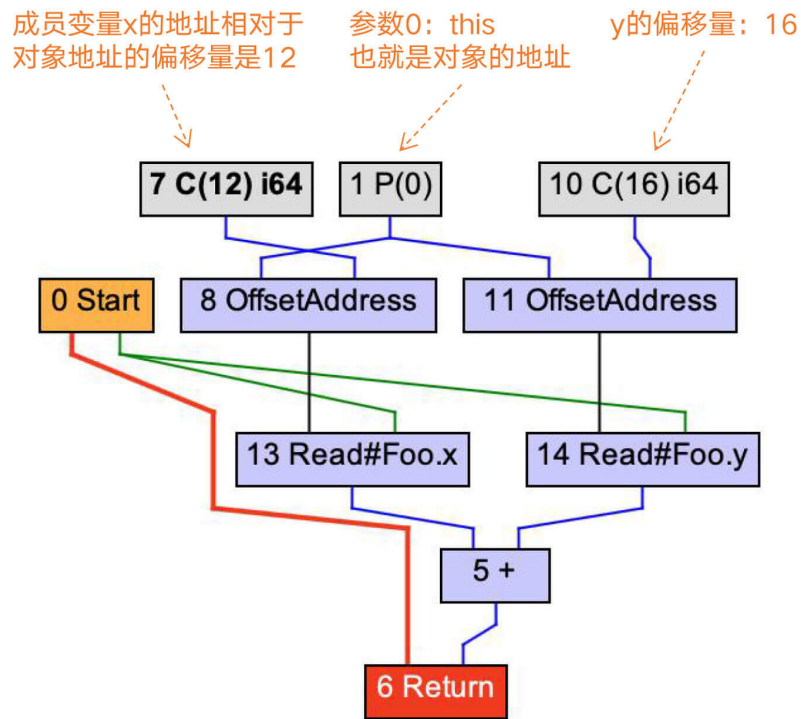 成员变量x的地址相对于
对象地址的偏移量是12
参数0：this
也就是对象的地址
y的偏移量：16
7 C(12) i64
1 P(0)
10 C(16) i64
0 Start
8 OffsetAddress
11 OffsetAddress
13 Read#Foo.x
14 Read#Foo.y
5 +
6 Return